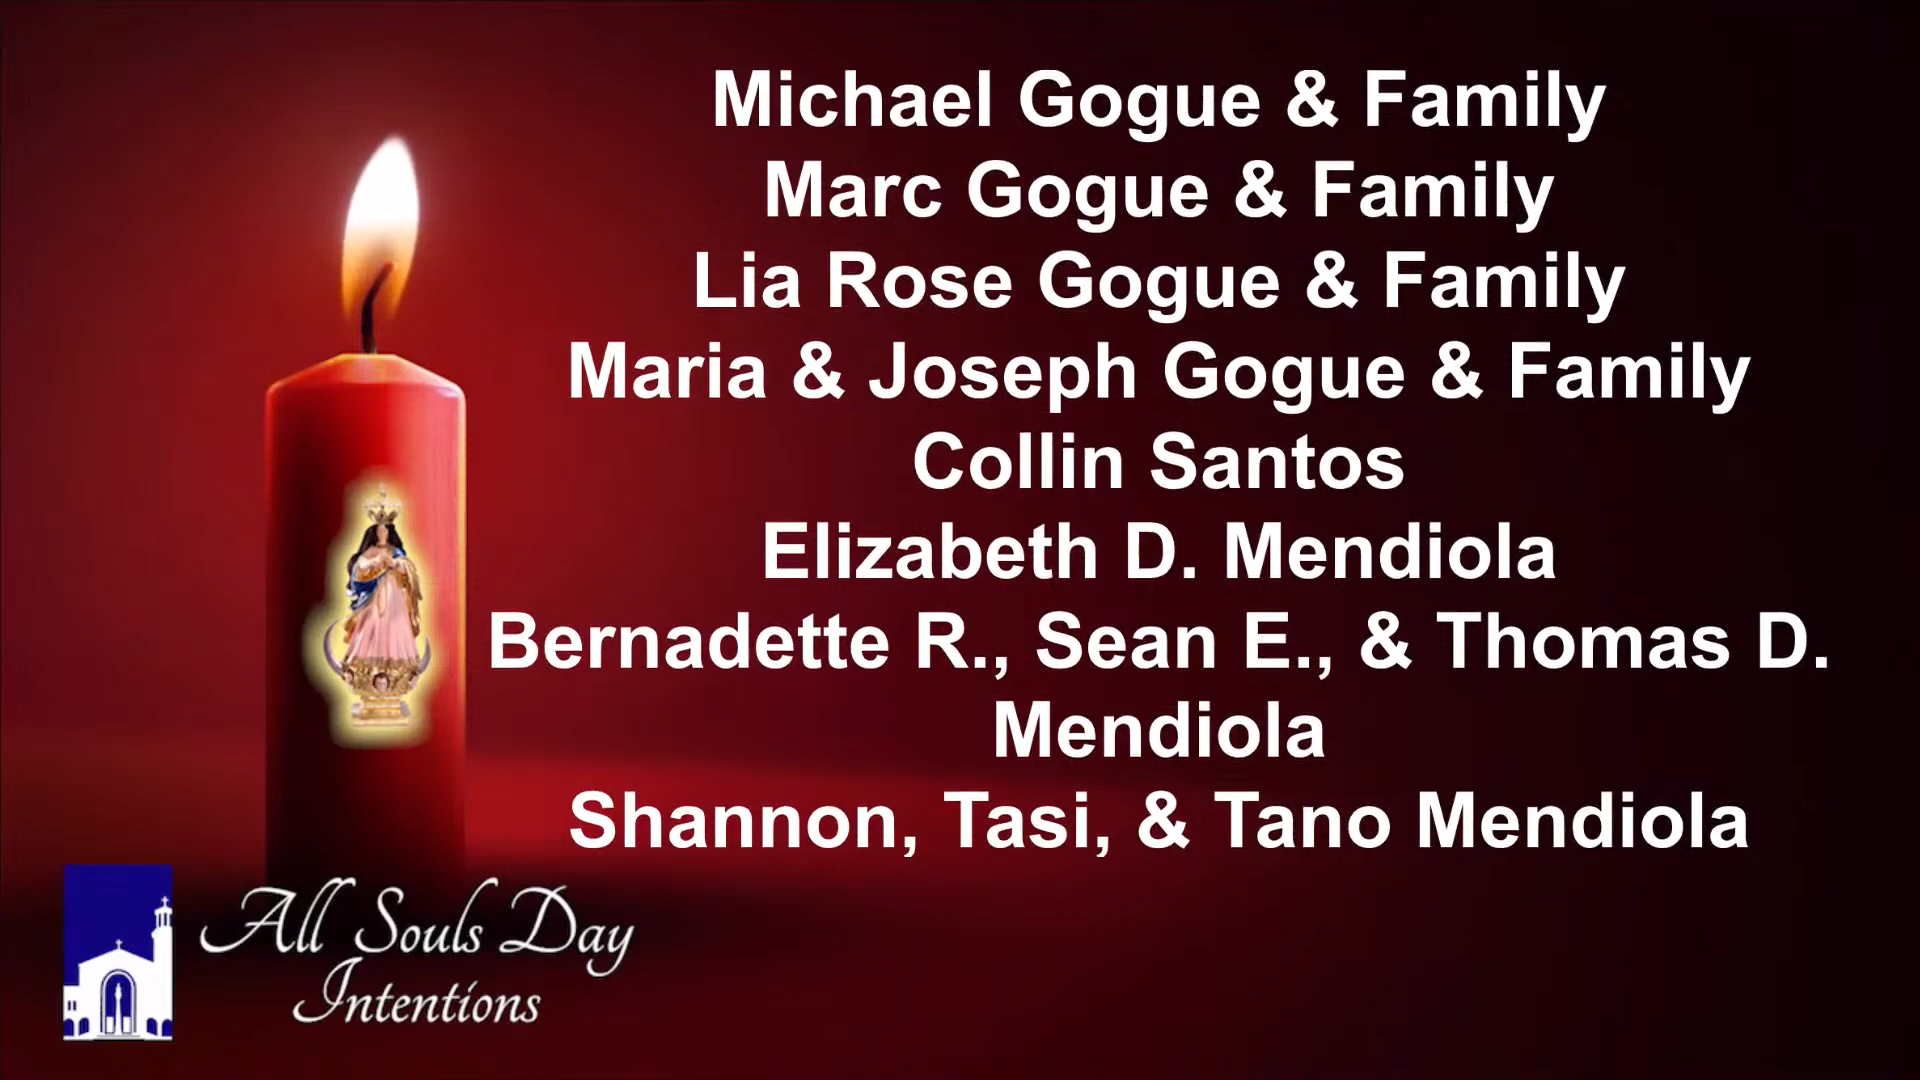 Michael Gogue & Family
Marc Gogue & Family
Lia Rose Gogue & Family
Maria & Joseph Gogue & Family
Collin Santos
Elizabeth D. Mendiola
Bernadette R., Sean E., & Thomas D.
Mendiola
Shannon, Tasi, & Tano Mendiola
All Souls Day
Intentions